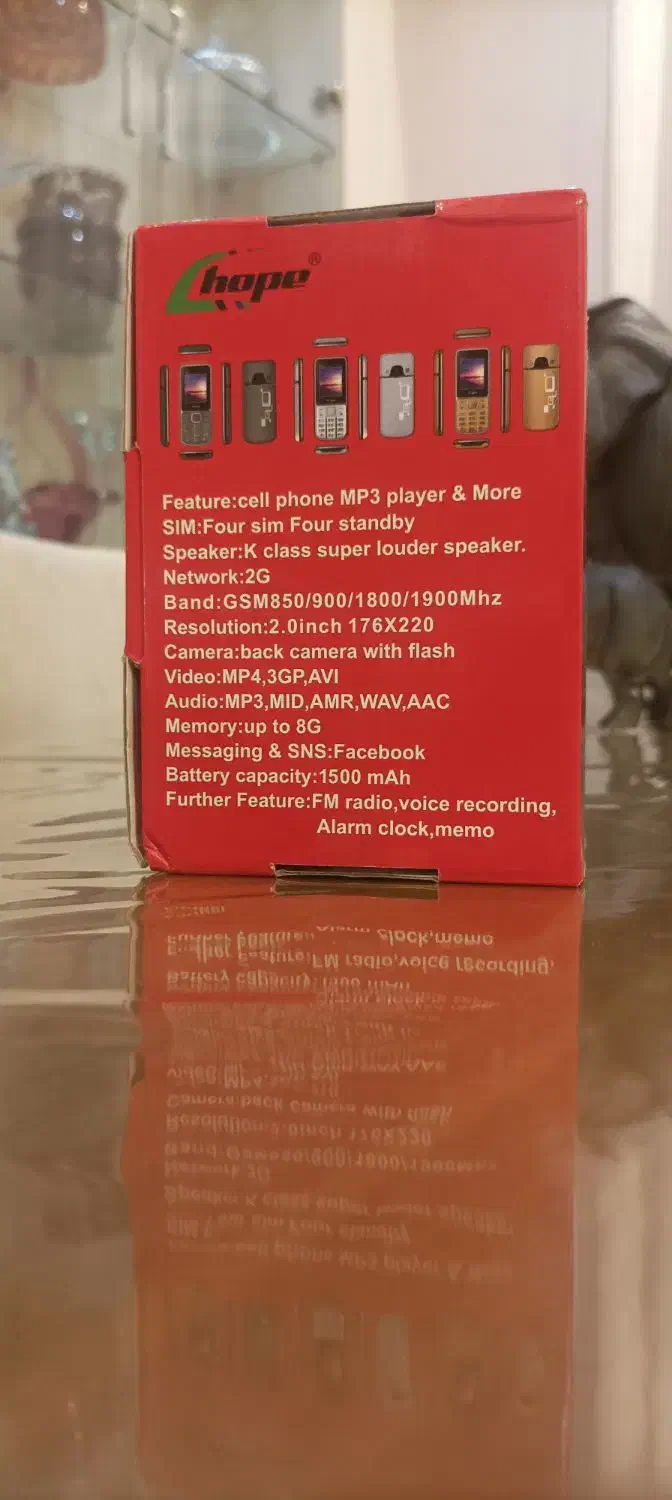 hope®
Feature:cell phone MP3 player & More
SIM:Four sim Four standby
Speaker:K class super louder speaker.
Network:2G
Band:GSM850/900/1800/1900Mhz
Resolution:2.0inch 176X220
Camera:back camera with flash
Video:MP4,3GP,AVI
Audio:MP3,MID,AMR,WAV,AAC
Memory:up to 8G
Messaging & SNS:Facebook
Battery capacity:1500 mAh
Further Feature:FM radio,voice recording,
Alarm clock,memo